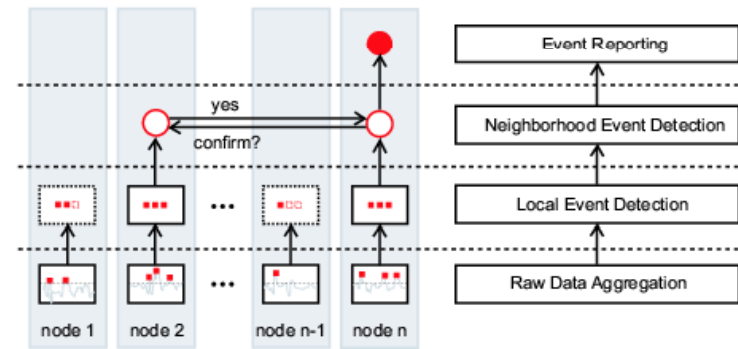 Event Reporting
yes
confirm?
Neighborhood Event Detection
...
Local Event Detection
...
Raw Data Aggregation
node 1
node 2
node n-1
node n